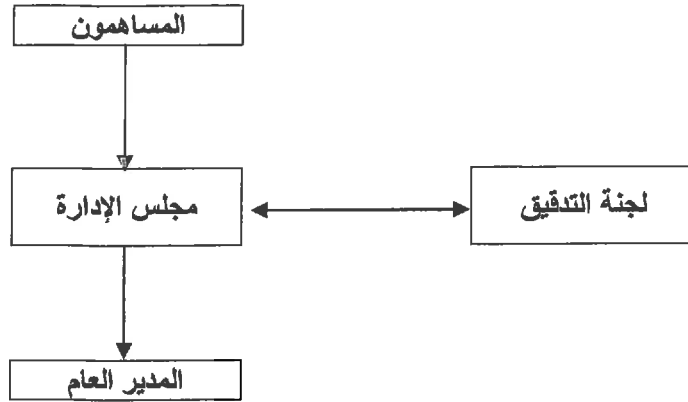 المساهمون
مجلس الإدارة
لجنة التدقيق
المدير العام